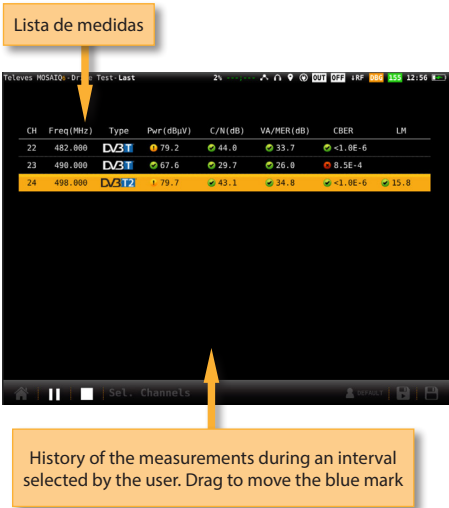 Lista de medidas
Televes MOSAIQ6-Drive Test-Last 2% ---;--- OUT OFF ↓RF DBG 155 12:56
CH Freq(MHz) Type Pwr(dBµV) C/N(dB) VA/MER(dB) CBER LM
22 482.000 DVB T 79.2 44.0 33.7 <1.0E-6
23 490.000 DVB T 67.6 29.7 26.0 8.5E-4
24 498.000 DVB T2 79.7 43.1 34.8 <1.0E-6 15.8
Sel. Channels DEFAULT
History of the measurements during an interval
selected by the user. Drag to move the blue mark